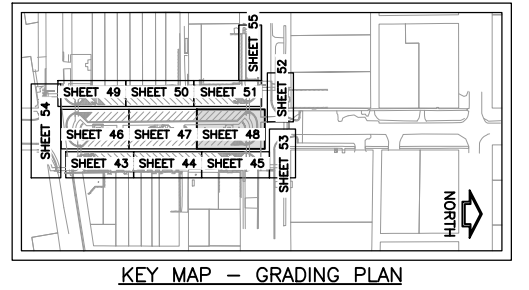 SHEET 55
SHEET 52
SHEET 49 SHEET 50 SHEET 51
SHEET 54
SHEET 46 SHEET 47 SHEET 48
SHEET 53
SHEET 43 SHEET 44 SHEET 45
NORTH
KEY MAP – GRADING PLAN